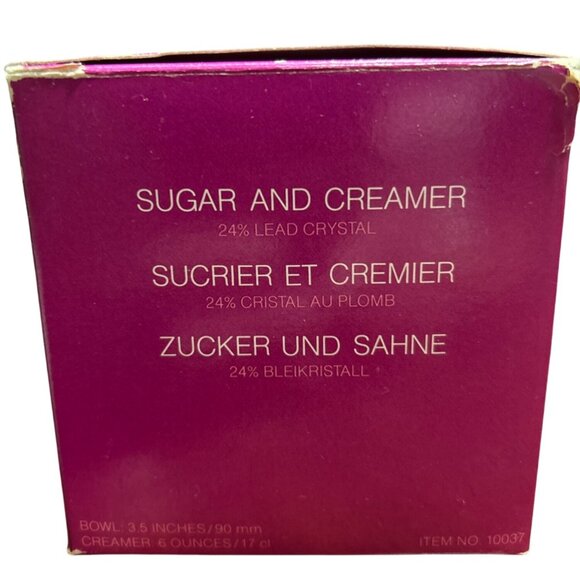 SUGAR AND CREAMER
24% LEAD CRYSTAL
SUCRIER ET CREMIER
24% CRISTAL AU PLOMB
ZUCKER UND SAHNE
24% BLEIKRISTALL
BOWL: 3.5 INCHES/90 mm
CREAMER 6 OUNCES/17 cl
ITEM NO. 10037